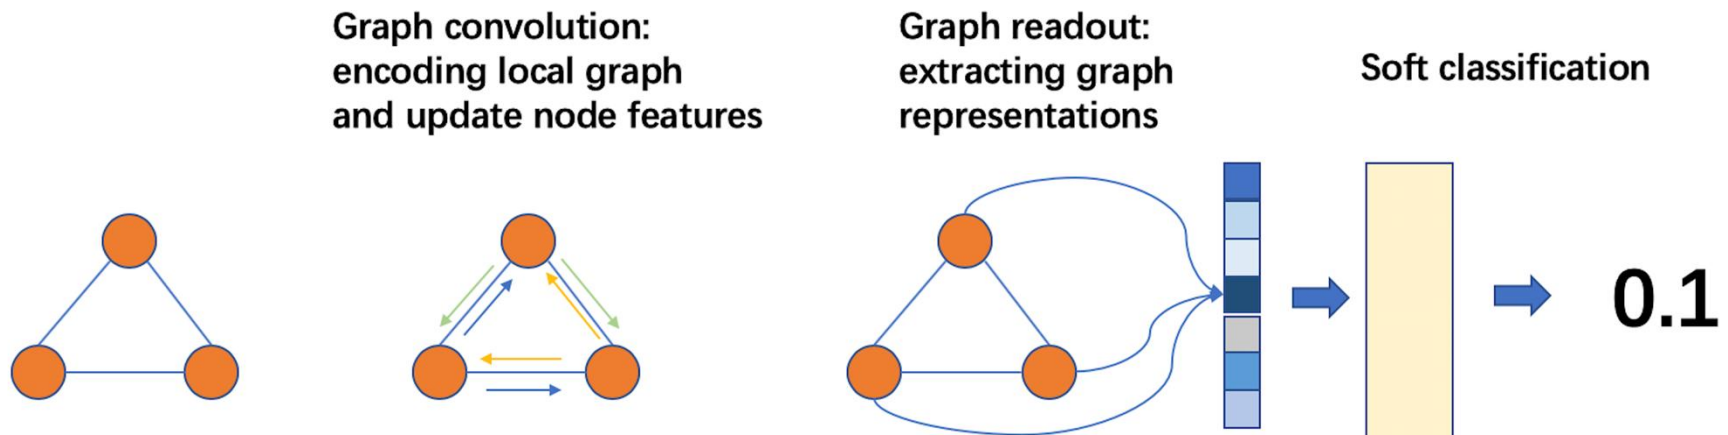 Graph convolution:
encoding local graph
and update node features
Graph readout:
extracting graph
representations
Soft classification
0.1